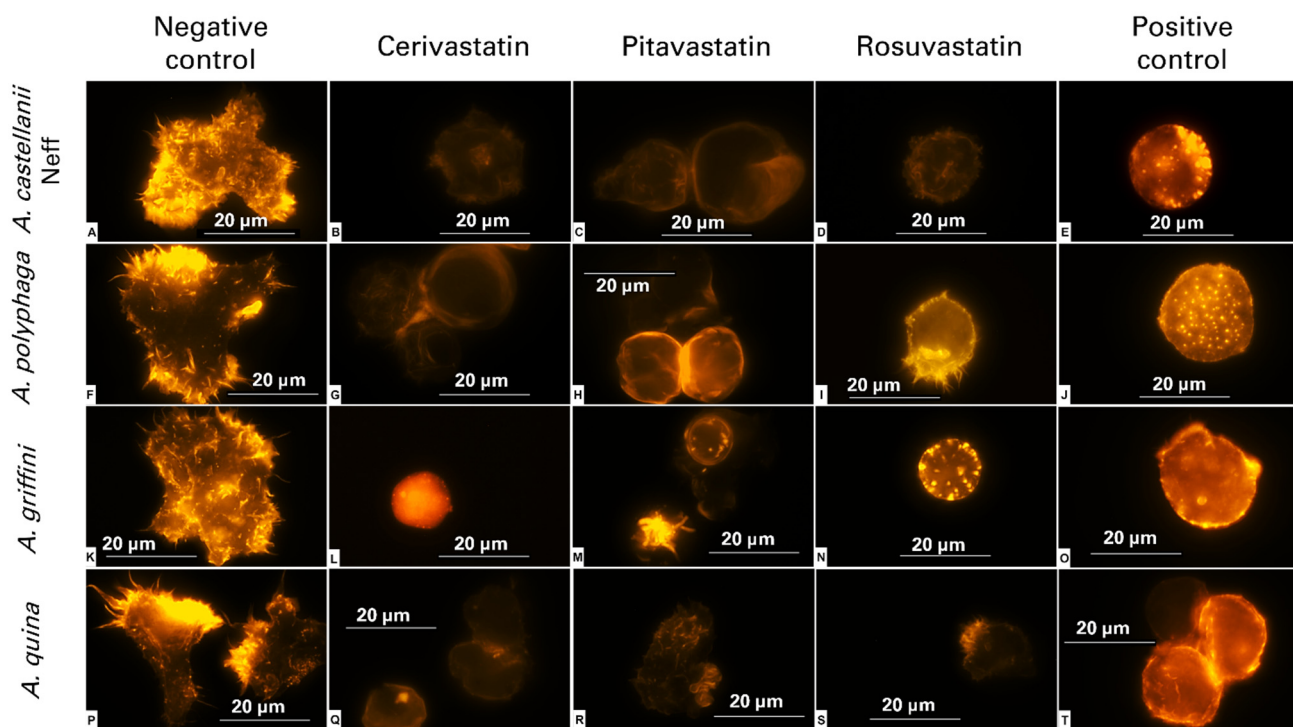 Negative
control
Cerivastatin
Pitavastatin
Rosuvastatin
Positive
control
A. castellanii
Neff
20 µm
A
20 µm
B
20 µm
C
20 µm
D
20 µm
E
A. polyphaga
20 µm
F
20 µm
G
20 µm
H
20 µm
I
20 µm
J
A. griffini
20 µm
K
20 µm
L
20 µm
M
20 µm
N
20 µm
O
A. quina
20 µm
P
20 µm
Q
20 µm
R
20 µm
S
20 µm
T